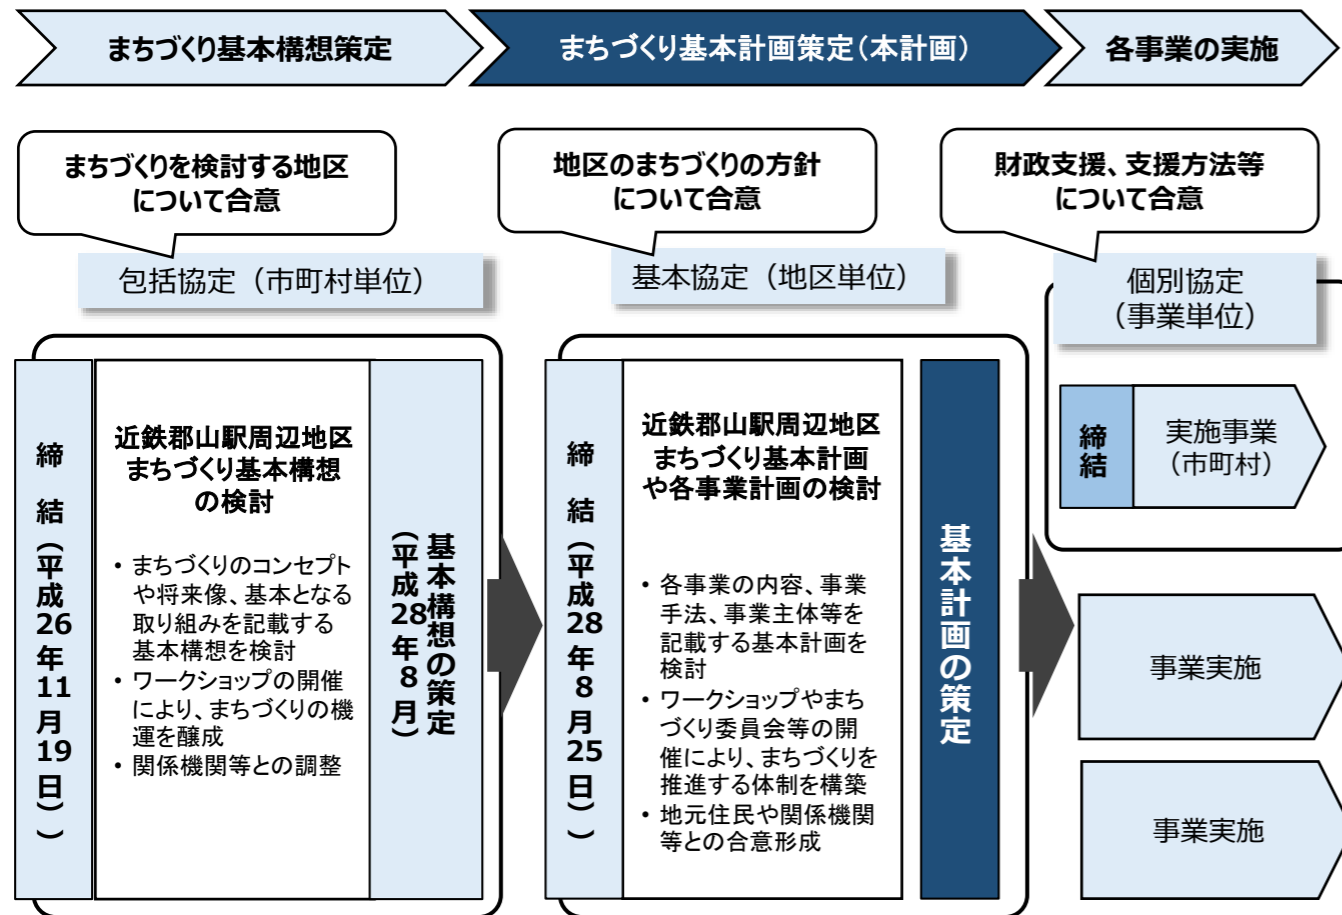 まちづくり基本構想策定
まちづくり基本計画策定(本計画)
各事業の実施
まちづくりを検討する地区
について合意
地区のまちづくりの方針
について合意
財政支援、支援方法等
について合意
包括協定（市町村単位）
基本協定（地区単位）
個別協定
（事業単位）
締結(平成26年11月19日)
近鉄郡山駅周辺地区
まちづくり基本構想
の検討
• まちづくりのコンセプト
や将来像、基本となる
取り組みを記載する
基本構想を検討
• ワークショップの開催
により、まちづくりの機
運を醸成
• 関係機関等との調整
基本構想の策定
(平成28年8月)
締結(平成28年8月25日)
近鉄郡山駅周辺地区
まちづくり基本計画
や各事業計画の検討
• 各事業の内容、事業
手法、事業主体等を
記載する基本計画を
検討
• ワークショップやまち
づくり委員会等の開
催により、まちづくりを
推進する体制を構築
• 地元住民や関係機関
等との合意形成
基本計画の策定
締結
実施事業
（市町村）
事業実施
事業実施